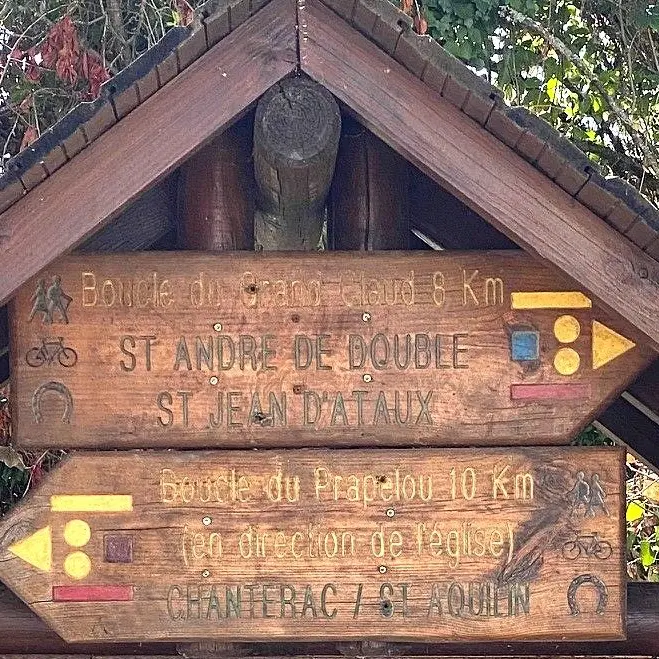 Boucle du Grand Claud 8 Km
ST ANDRE DE DOUBLE
ST JEAN D'ATAUX
Boucle du Prapelou 10 Km
(en direction de l'église)
CHANTERAC / ST AQUILIN